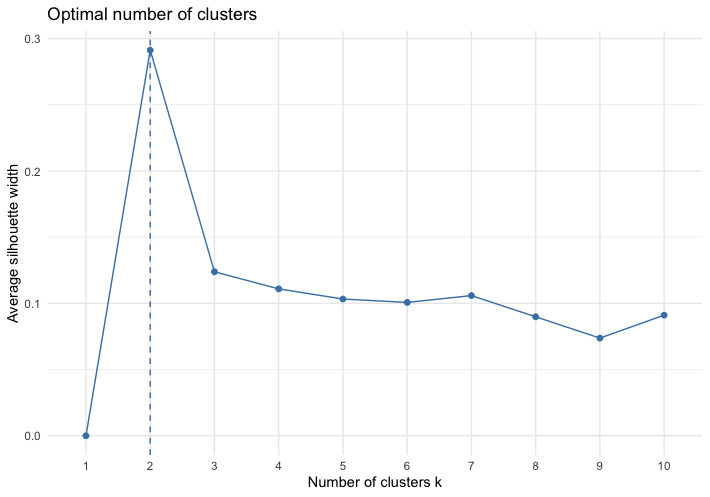 Optimal number of clusters
0.3
0.2
0.1
0.0
Average silhouette width
1 2 3 4 5 6 7 8 9 10
Number of clusters k